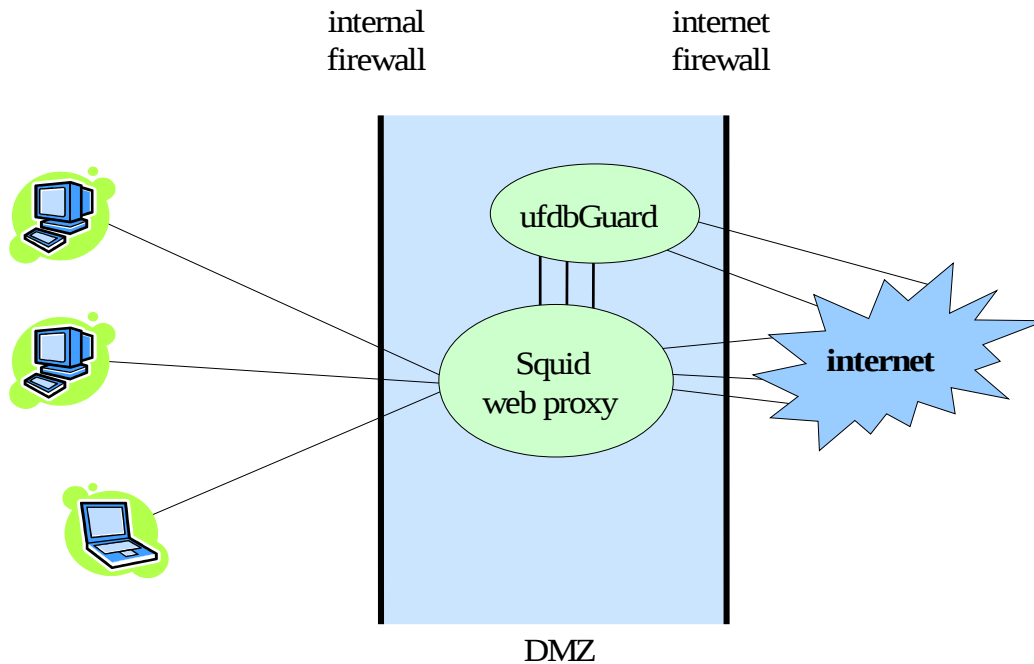 internal
firewall
internet
firewall
ufdbGuard
Squid
web proxy
internet
DMZ